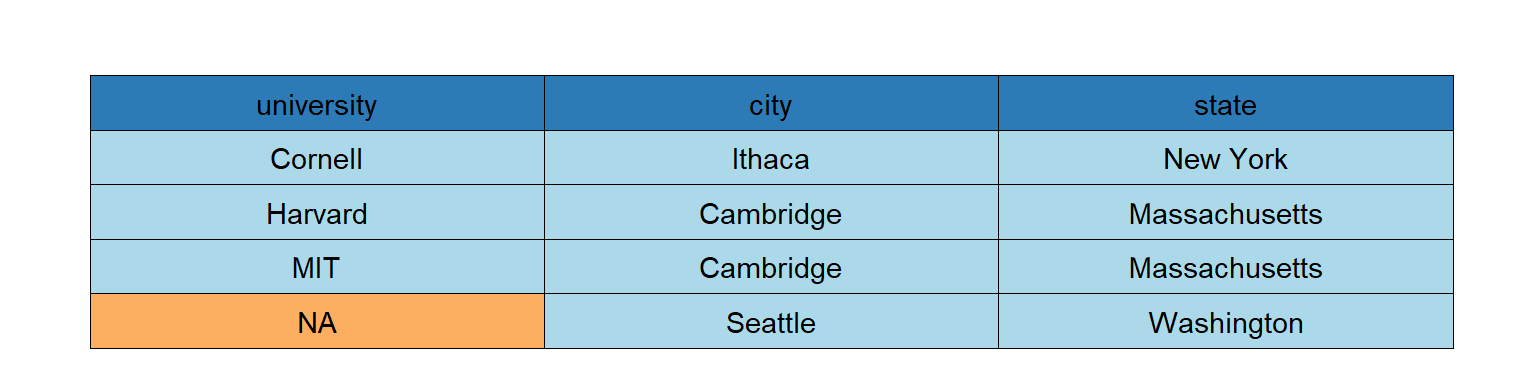 university city state
Cornell Ithaca New York
Harvard Cambridge Massachusetts
MIT Cambridge Massachusetts
NA Seattle Washington